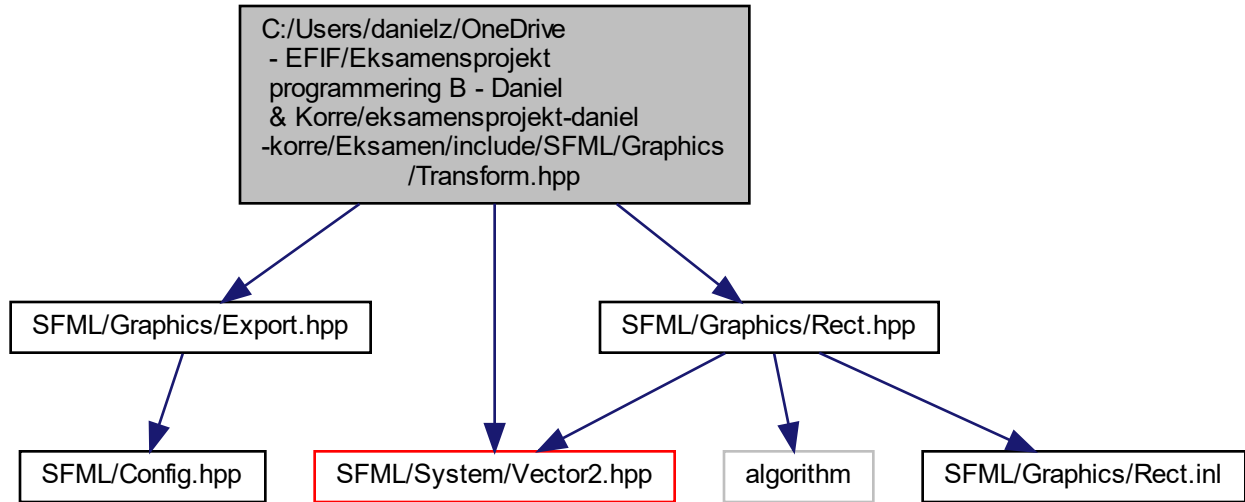 C:/Users/danielz/OneDrive
- EFIF/Eksamensprojekt
programmering B - Daniel
& Korre/eksamensprojekt-daniel
-korre/Eksamen/include/SFML/Graphics
/Transform.hpp
SFML/Graphics/Export.hpp
SFML/Graphics/Rect.hpp
SFML/Config.hpp
SFML/System/Vector2.hpp
algorithm
SFML/Graphics/Rect.inl